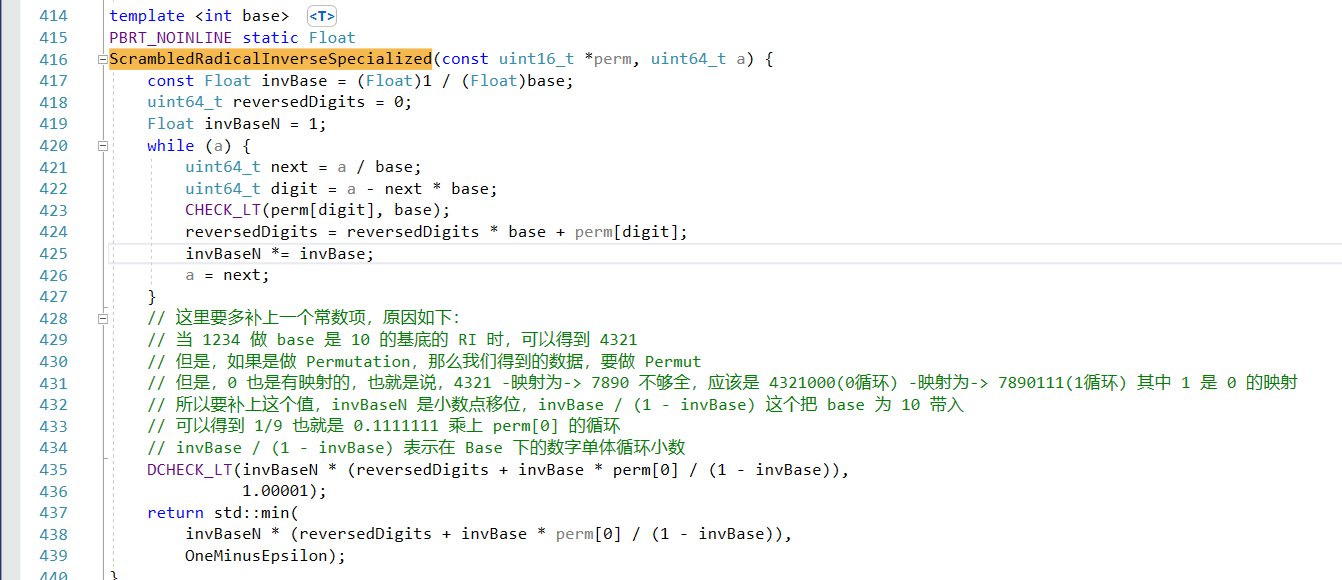 414 template <int base> <T>
415 PBRT_NOINLINE static Float
416 ScrambledRadicalInverseSpecialized(const uint16_t *perm, uint64_t a) {
417 const Float invBase = (Float)1 / (Float)base;
418 uint64_t reversedDigits = 0;
419 Float invBaseN = 1;
420 while (a) {
421 uint64_t next = a / base;
422 uint64_t digit = a - next * base;
423 CHECK_LT(perm[digit], base);
424 reversedDigits = reversedDigits * base + perm[digit];
425 invBaseN *= invBase;
426 a = next;
427 }
428 // 这里要多补上一个常数项，原因如下：
429 // 当 1234 做 base 是 10 的基底的 RI 时，可以得到 4321
430 // 但是，如果是做 Permutation，那么我们得到的数据，要做 Permut
431 // 但是，0 也是有映射的，也就是说，4321 -映射为-> 7890 不够全，应该是 4321000(0循环) -映射为-> 7890111(1循环) 其中 1 是 0 的映射
432 // 所以要补上这个值，invBaseN 是小数点移位，invBase / (1 - invBase) 这个把 base 为 10 带入
433 // 可以得到 1/9 也就是 0.1111111 乘上 perm[0] 的循环
434 // invBase / (1 - invBase) 表示在 Base 下的数字单体循环小数
435 DCHECK_LT(invBaseN * (reversedDigits + invBase * perm[0] / (1 - invBase)),
436 1.00001);
437 return std::min(
438 invBaseN * (reversedDigits + invBase * perm[0] / (1 - invBase)),
439 OneMinusEpsilon);
440 }